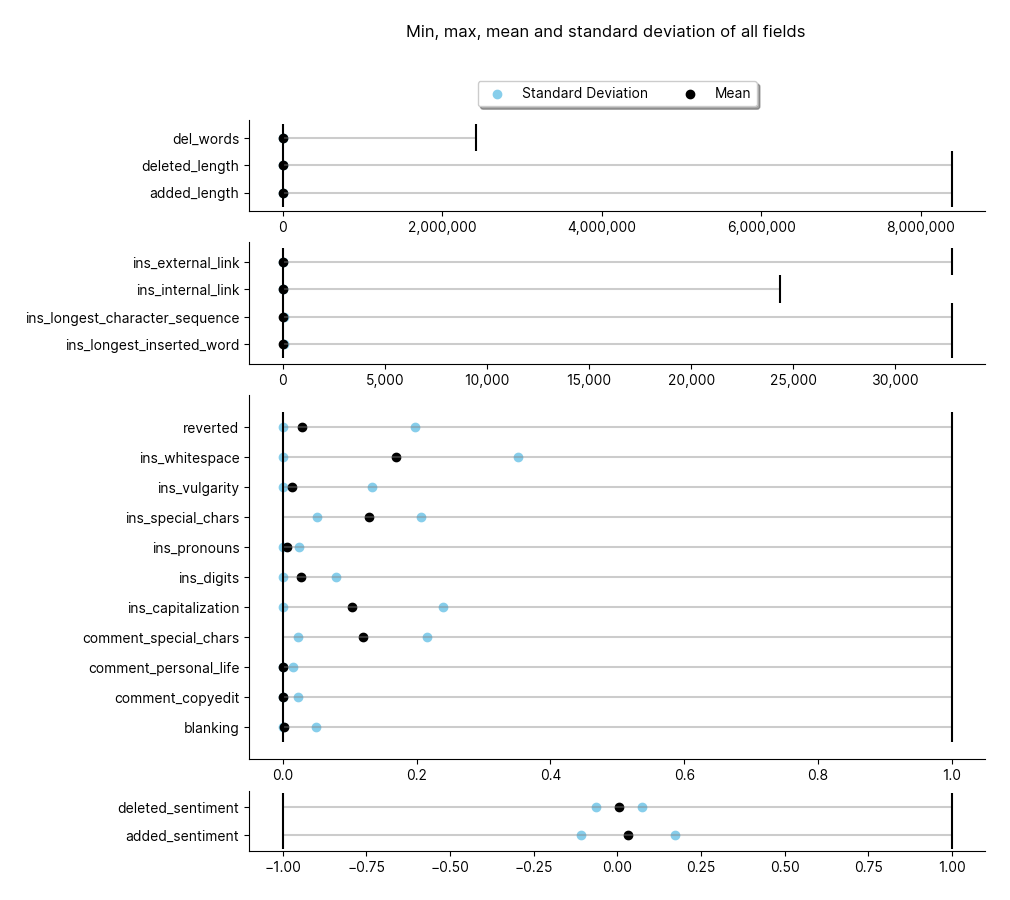 Min, max, mean and standard deviation of all fields
Standard Deviation Mean
del_words
deleted_length
added_length
0 2,000,000 4,000,000 6,000,000 8,000,000
ins_external_link
ins_internal_link
ins_longest_character_sequence
ins_longest_inserted_word
0 5,000 10,000 15,000 20,000 25,000 30,000
reverted
ins_whitespace
ins_vulgarity
ins_special_chars
ins_pronouns
ins_digits
ins_capitalization
comment_special_chars
comment_personal_life
comment_copyedit
blanking
0.0 0.2 0.4 0.6 0.8 1.0
deleted_sentiment
added_sentiment
−1.00 −0.75 −0.50 −0.25 0.00 0.25 0.50 0.75 1.00